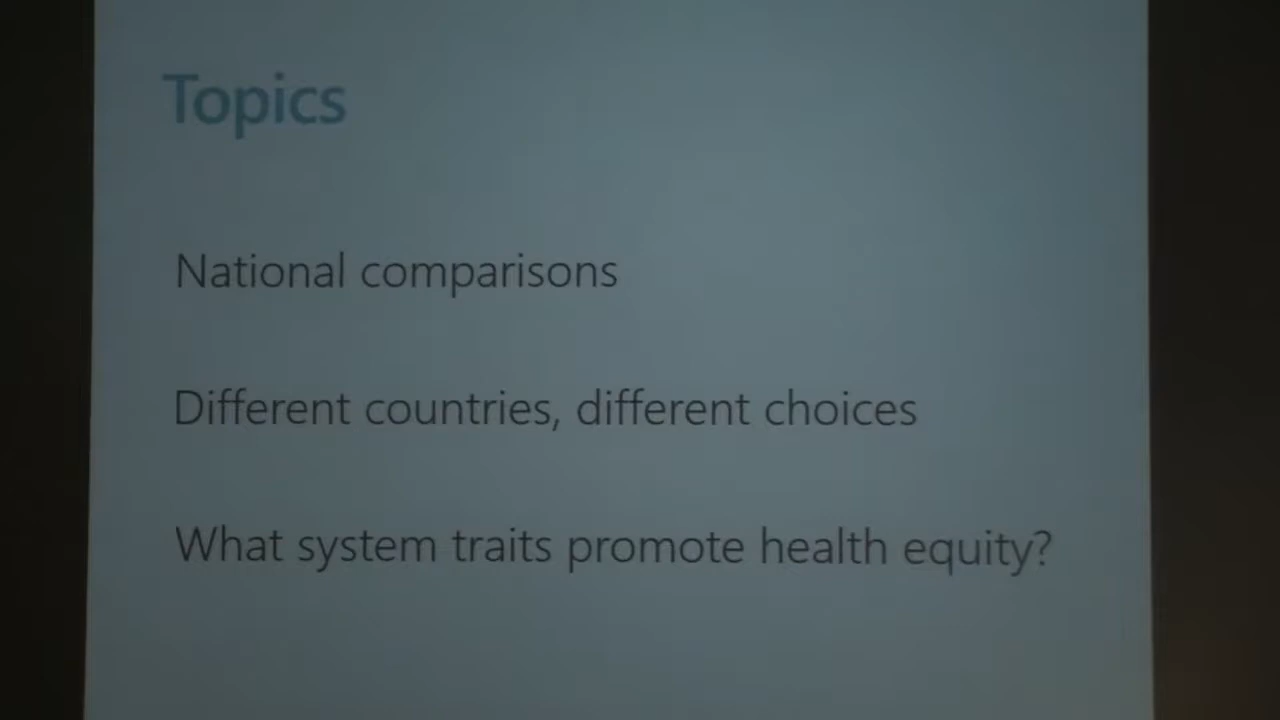 Topics
National comparisons
Different countries, different choices
What system traits promote health equity?